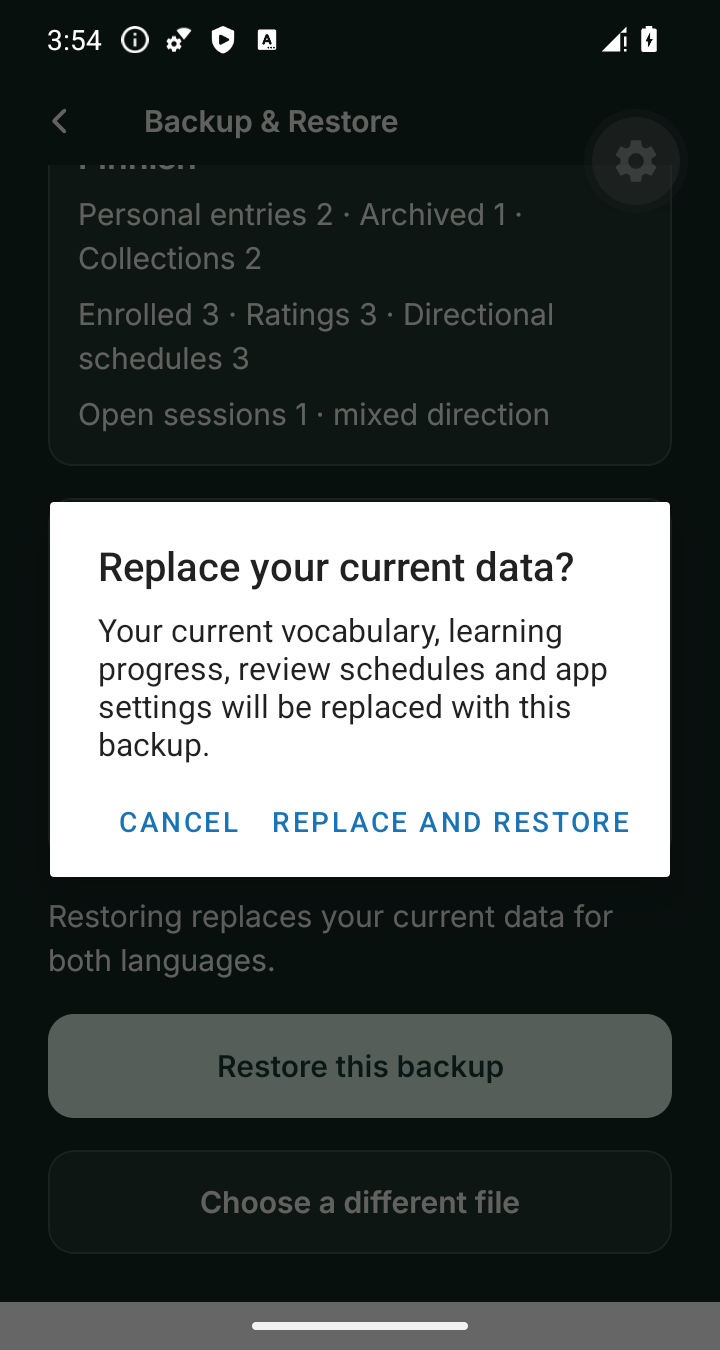 3:54
Backup & Restore
Finnish
Personal entries 2 · Archived 1 ·
Collections 2
Enrolled 3 · Ratings 3 · Directional
schedules 3
Open sessions 1 · mixed direction
Replace your current data?
Your current vocabulary, learning
progress, review schedules and app
settings will be replaced with this
backup.
CANCEL REPLACE AND RESTORE
Restoring replaces your current data for
both languages.
Restore this backup
Choose a different file